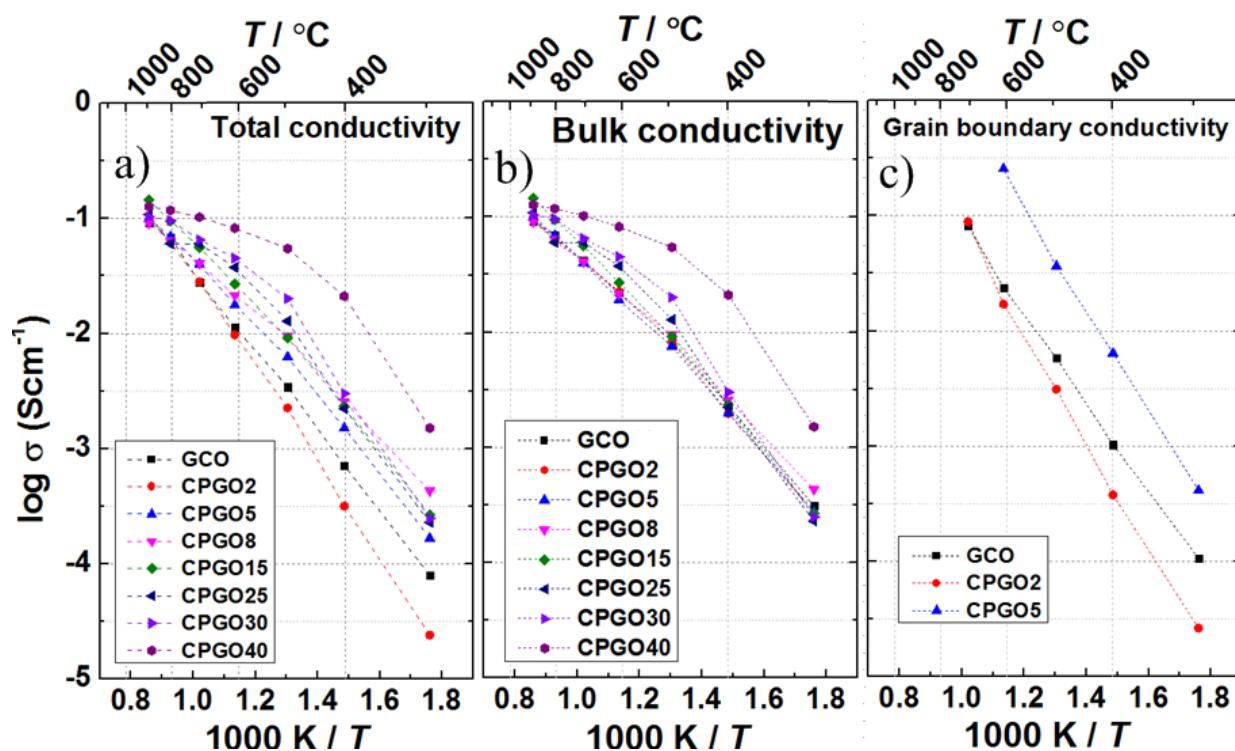 T / °C T / °C T / °C
1000 800 600 400 1000 800 600 400 1000 800 600 400
0
-1
-2
-3
-4
-5
log σ (Scm⁻¹)
Total conductivity
a)
GCO
CPGO2
CPGO5
CPGO8
CPGO15
CPGO25
CPGO30
CPGO40
Bulk conductivity
b)
GCO
CPGO2
CPGO5
CPGO8
CPGO15
CPGO25
CPGO30
CPGO40
Grain boundary conductivity
c)
GCO
CPGO2
CPGO5
0.8 1.0 1.2 1.4 1.6 1.8 0.8 1.0 1.2 1.4 1.6 1.8 0.8 1.0 1.2 1.4 1.6 1.8
1000 K / T 1000 K / T 1000 K / T